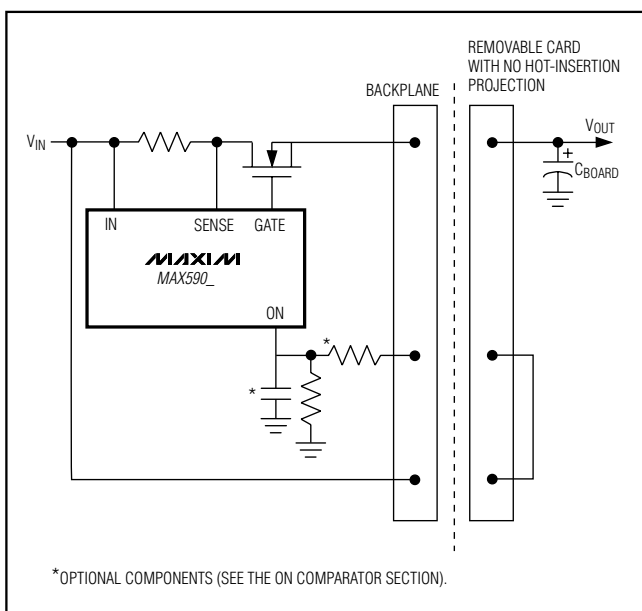 REMOVABLE CARD
WITH NO HOT-INSERTION
PROJECTION
BACKPLANE
VIN
VOUT
+
CBOARD
IN
SENSE
GATE
MAXIM
MAX590_
ON
*
*
*OPTIONAL COMPONENTS (SEE THE ON COMPARATOR SECTION).